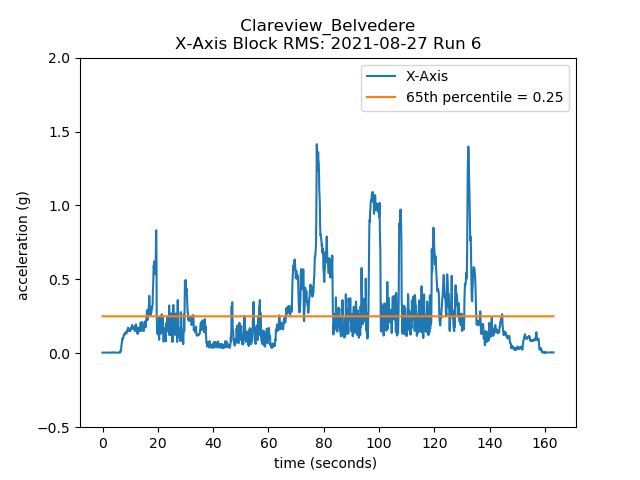 Clareview_Belvedere
X-Axis Block RMS: 2021-08-27 Run 6
X-Axis
65th percentile = 0.25
2.0
1.5
1.0
0.5
0.0
−0.5
acceleration (g)
0 20 40 60 80 100 120 140 160
time (seconds)